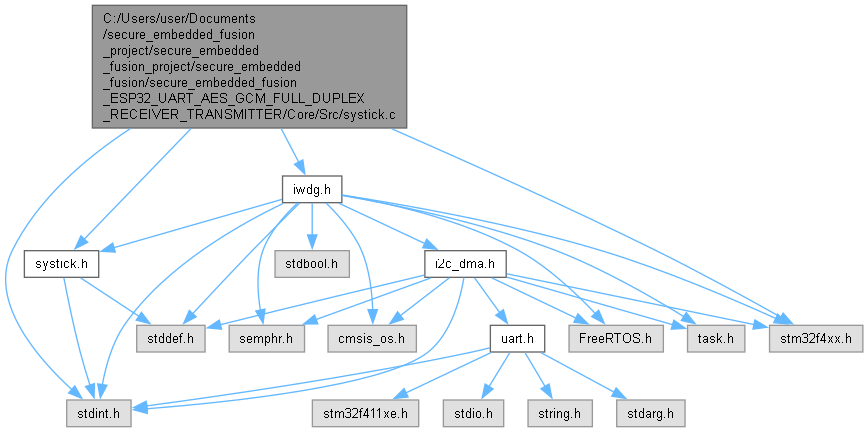 C:/Users/user/Documents
/secure_embedded_fusion
_project/secure_embedded
_fusion_project/secure_embedded
_fusion/secure_embedded_fusion
_ESP32_UART_AES_GCM_FULL_DUPLEX
_RECEIVER_TRANSMITTER/Core/Src/systick.c
iwdg.h
systick.h
stdbool.h
i2c_dma.h
stddef.h
semphr.h
cmsis_os.h
uart.h
FreeRTOS.h
task.h
stm32f4xx.h
stdint.h
stm32f411xe.h
stdio.h
string.h
stdarg.h